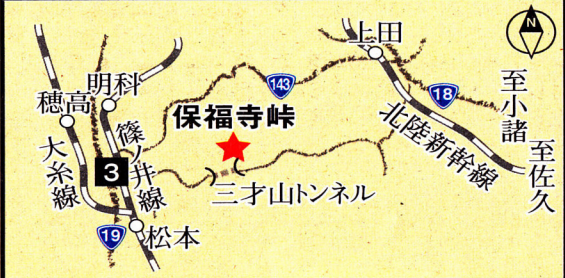 N
上田
143
18
至小諸
明科
穂高
保福寺峠
北陸新幹線
至佐久
大糸線
篠ノ井線
3
三才山トンネル
19
松本